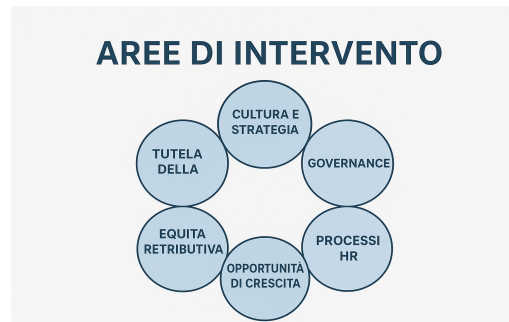 AREE DI INTERVENTO
CULTURA E
STRATEGIA
GOVERNANCE
PROCESSI
HR
OPPORTUNITÀ
DI CRESCITA
EQUITA
RETRIBUTIVA
TUTELA
DELLA